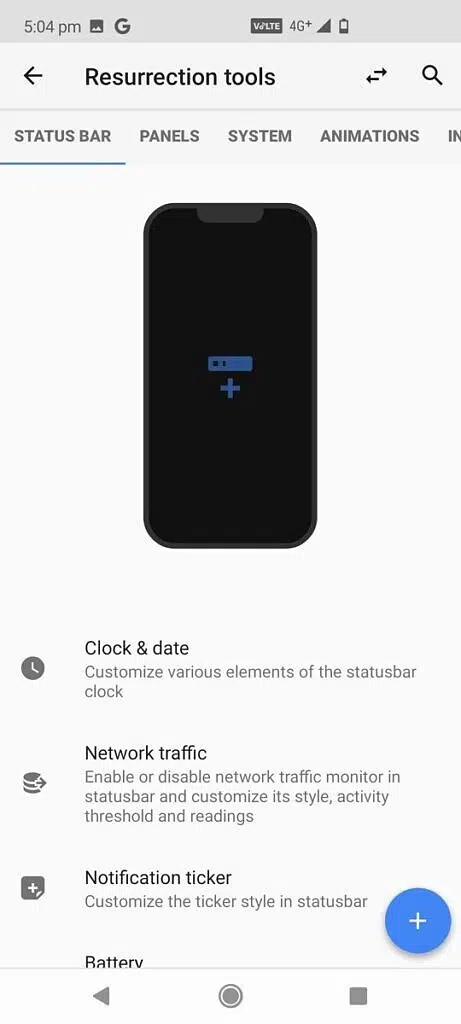 5:04 pm G VoLTE 4G+
Resurrection tools
STATUS BAR PANELS SYSTEM ANIMATIONS IN
Clock & date
Customize various elements of the statusbar
clock
Network traffic
Enable or disable network traffic monitor in
statusbar and customize its style, activity
threshold and readings
Notification ticker
Customize the ticker style in statusbar
Battery